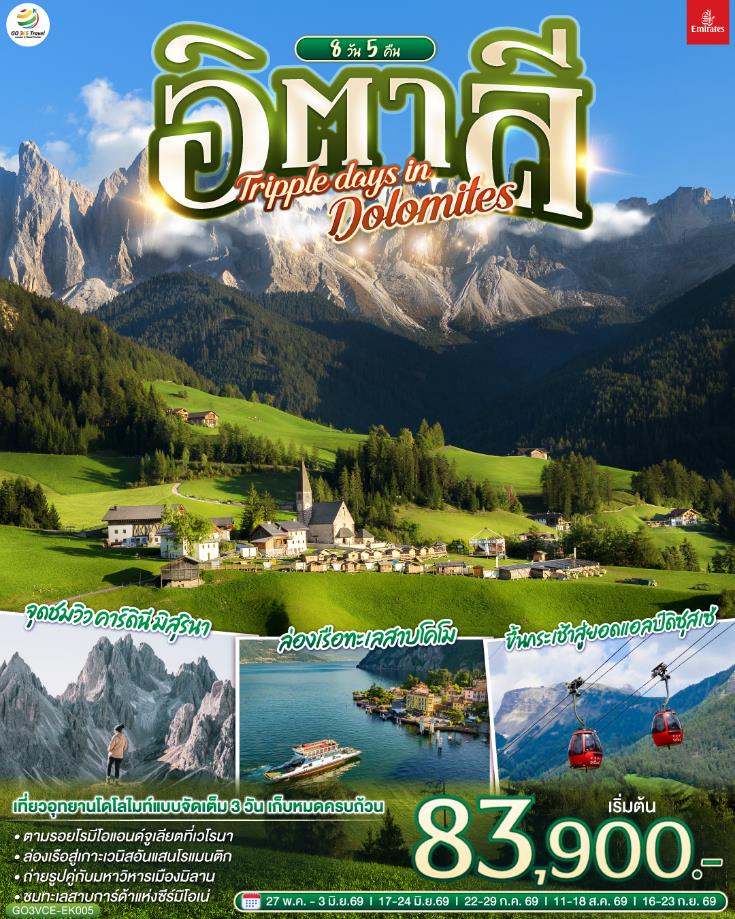 GO 365 Travel
Emirates
8 วัน 5 คืน
อิตาลี
Tripple days in
Dolomites
จุดชมวิว คาร์ดินี มิสุรินา
ล่องเรือทะเลสาบโคโม
ขึ้นกระเช้าสู่ยอดแอลป์ดิซุสเซ่
เที่ยวอุทยานโดโลไมท์แบบจัดเต็ม 3 วัน เก็บหมดครบถ้วน
เริ่มต้น
83,900.-
• ตามรอยโรมีโอแอนด์จูเลียตที่เวโรนา
• ล่องเรือสู่เกาะเวนิสอันแสนโรแมนติก
• ถ่ายรูปคู่กับมหาวิหารเมืองมิลาน
• ชมทะเลสาบการ์ด้าแห่งซีร์มิโอเน่
GO3VCE-EK005
27 พ.ค. - 3 มิ.ย.69 | 17-24 มิ.ย. 69 | 22-29 ก.ค. 69 | 11-18 ส.ค. 69 | 16-23 ก.ย. 69